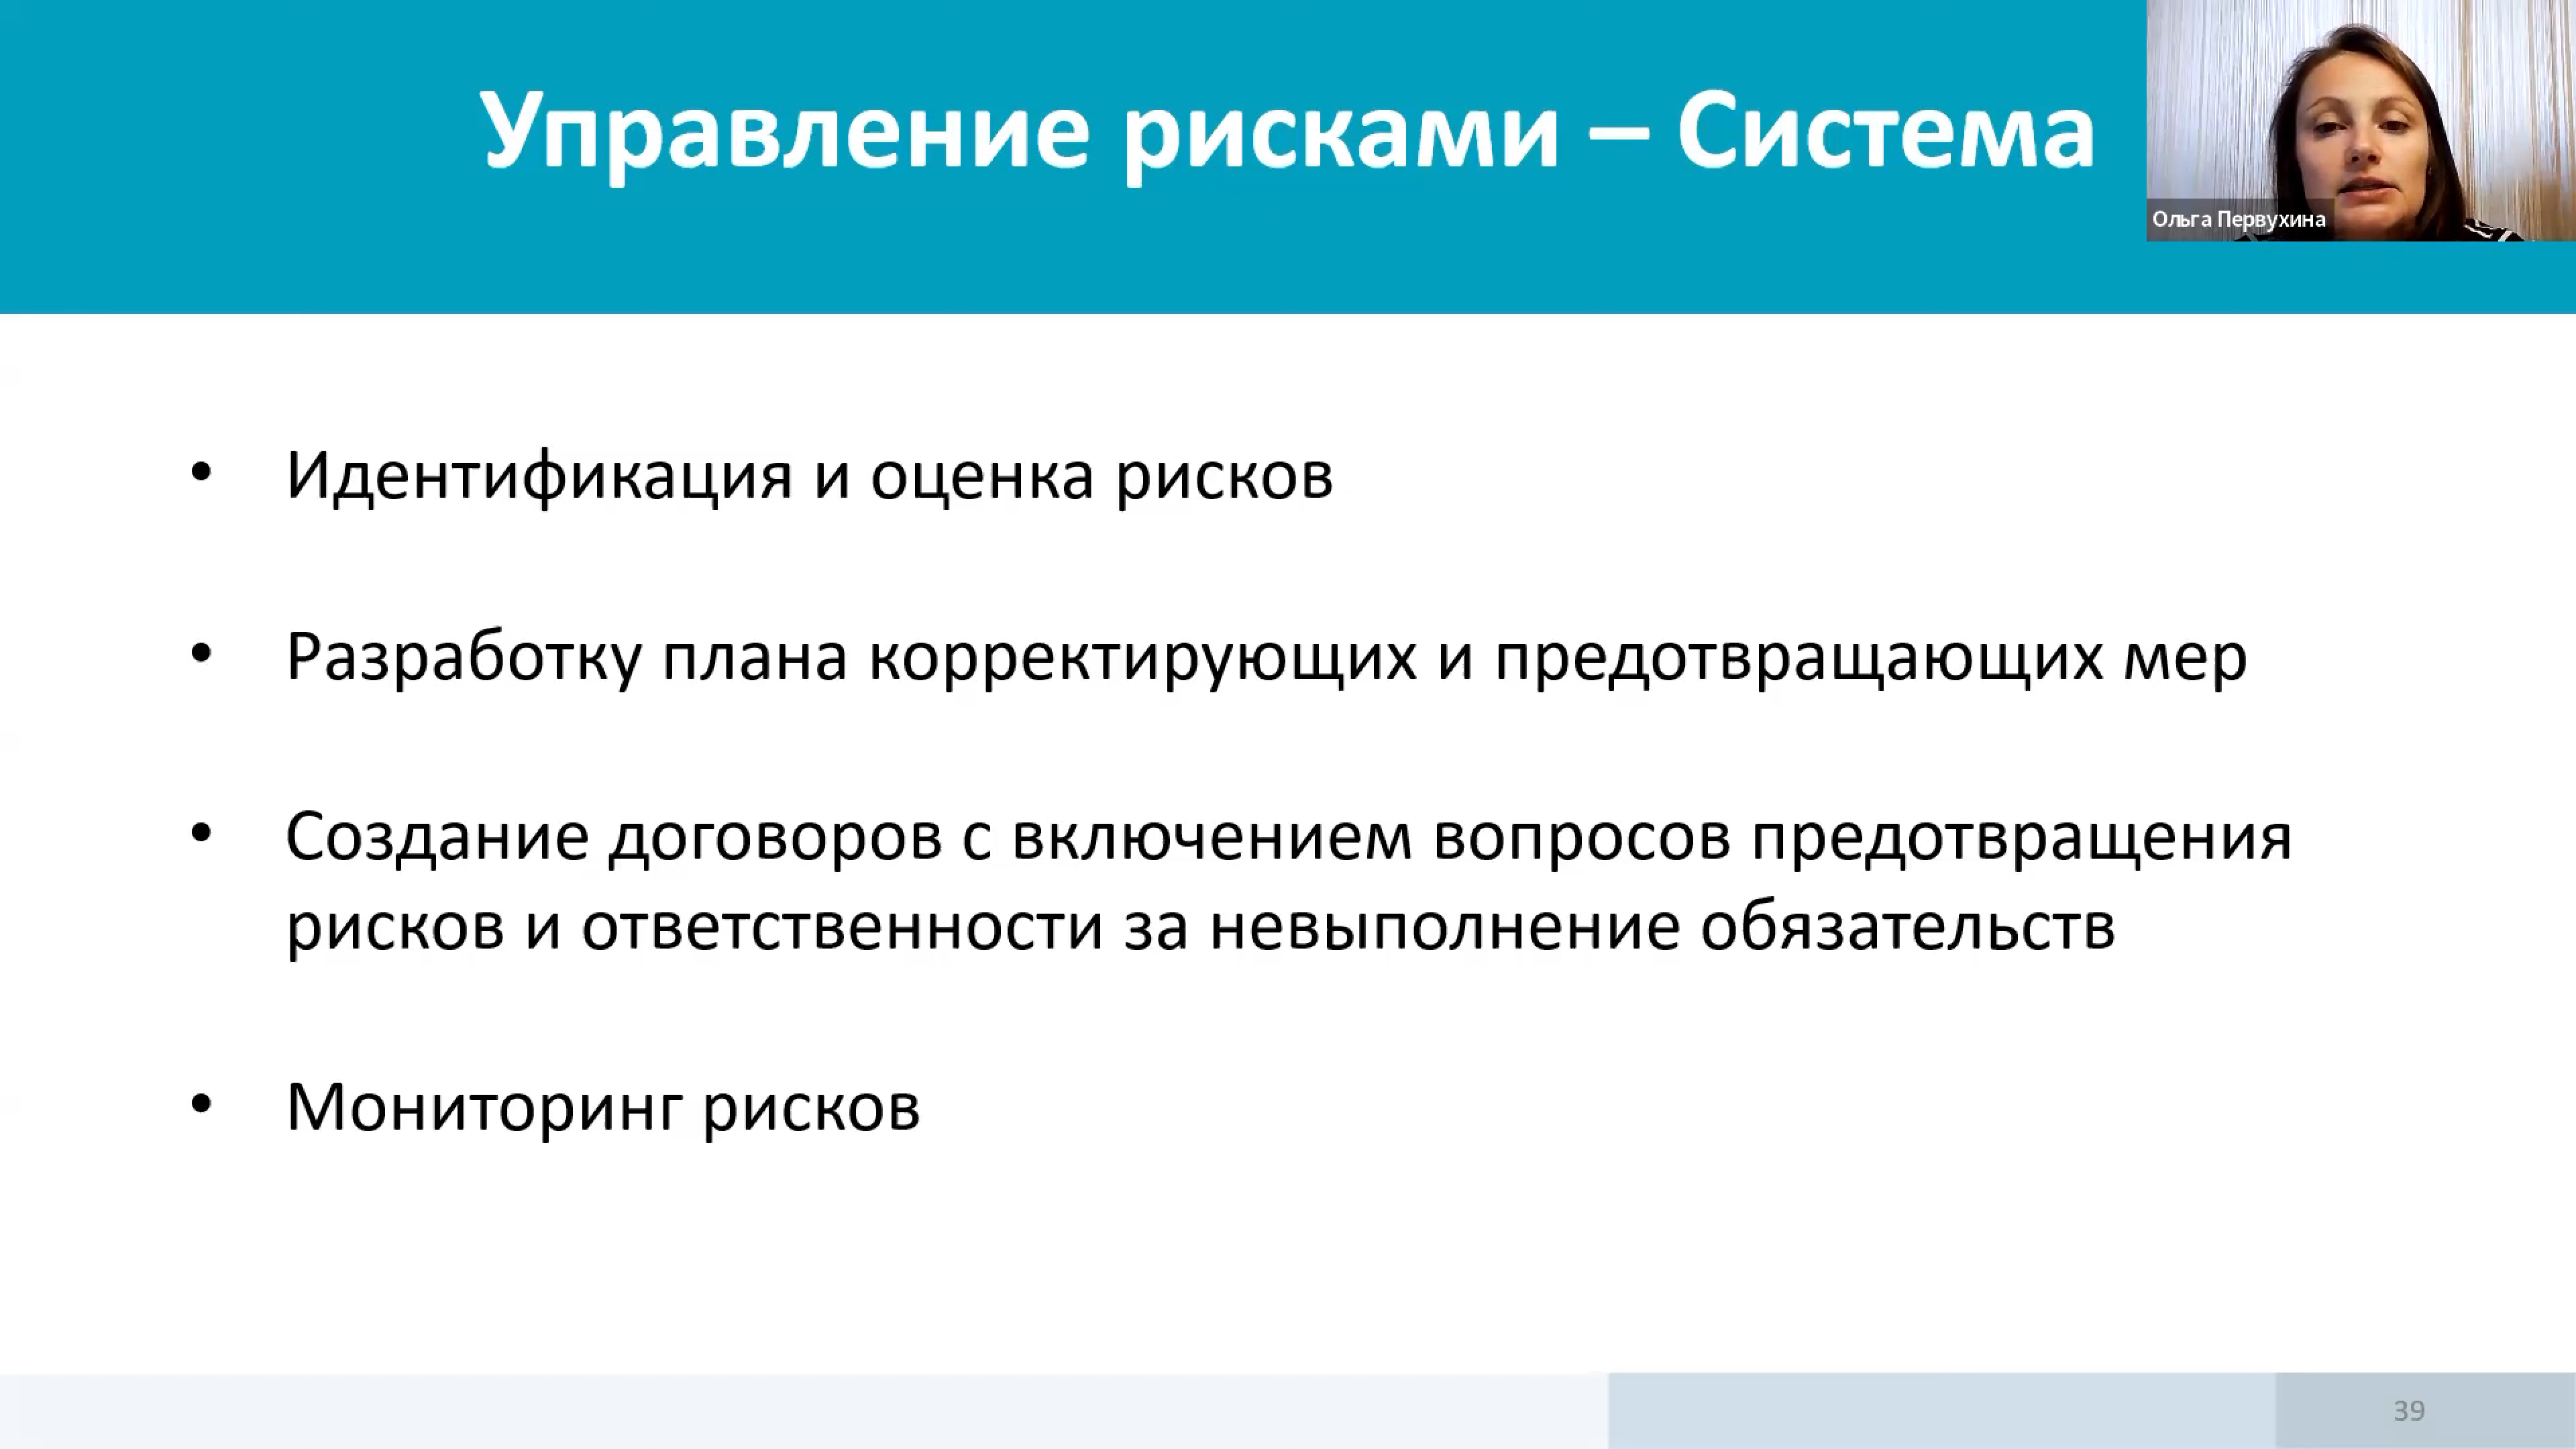 Управление рисками – Система
Ольга Первухина
• Идентификация и оценка рисков
• Разработку плана корректирующих и предотвращающих мер
• Создание договоров с включением вопросов предотвращения
рисков и ответственности за невыполнение обязательств
• Мониторинг рисков
39